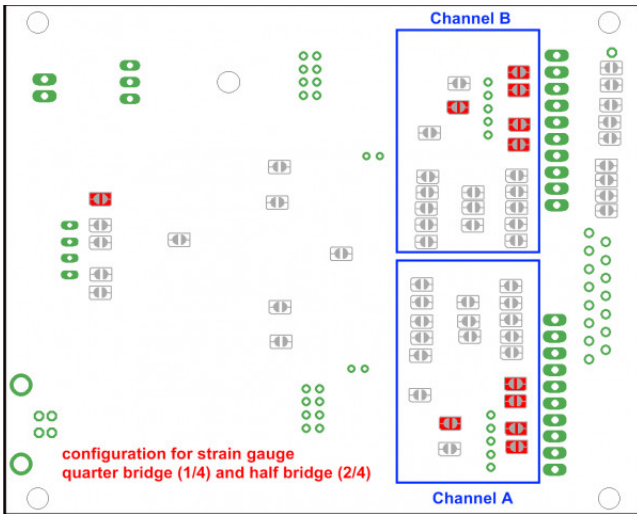 Channel B
configuration for strain gauge
quarter bridge (1/4) and half bridge (2/4)
Channel A